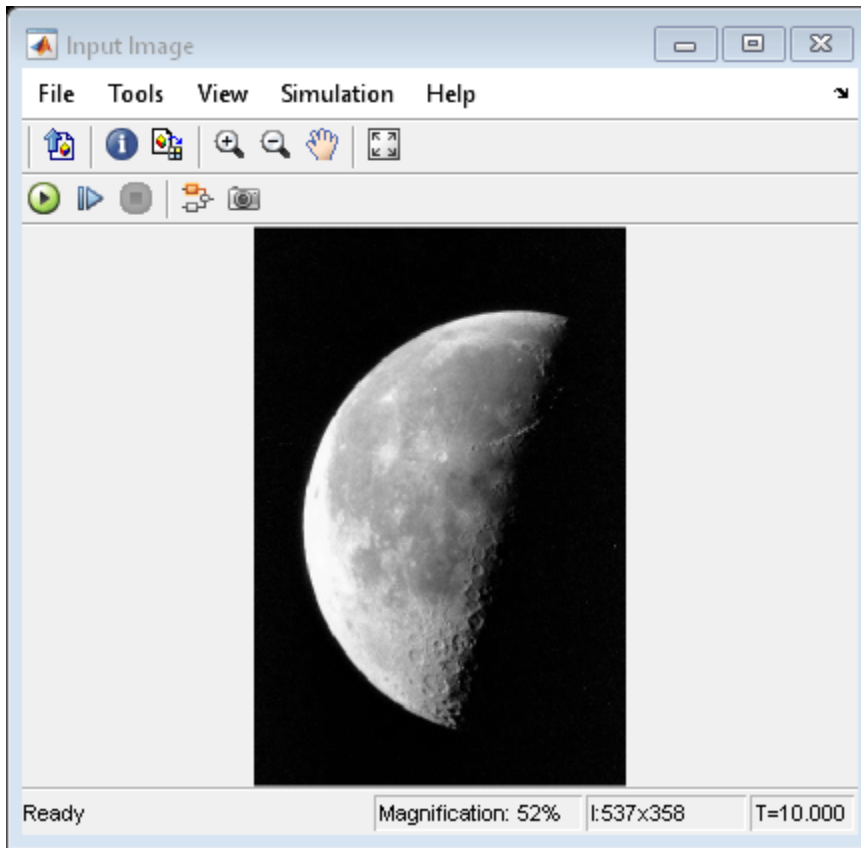 Input Image
File Tools View Simulation Help
Ready Magnification: 52% I:537x358 T=10.000